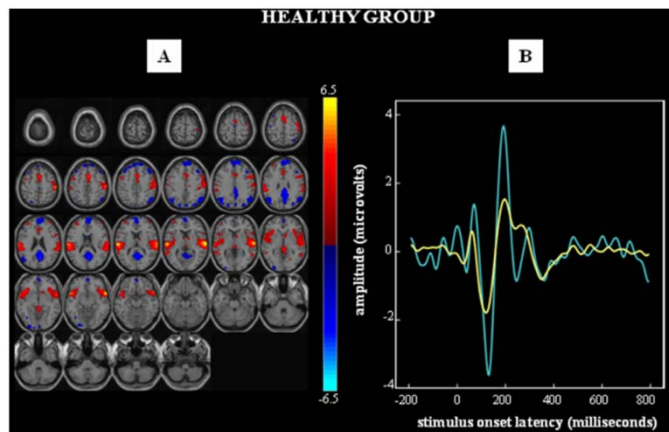 HEALTHY GROUP
A
B
6.5
-6.5
4
2
0
-2
-4
amplitude (microvolts)
-200 0 200 400 600 800
stimulus onset latency (milliseconds)